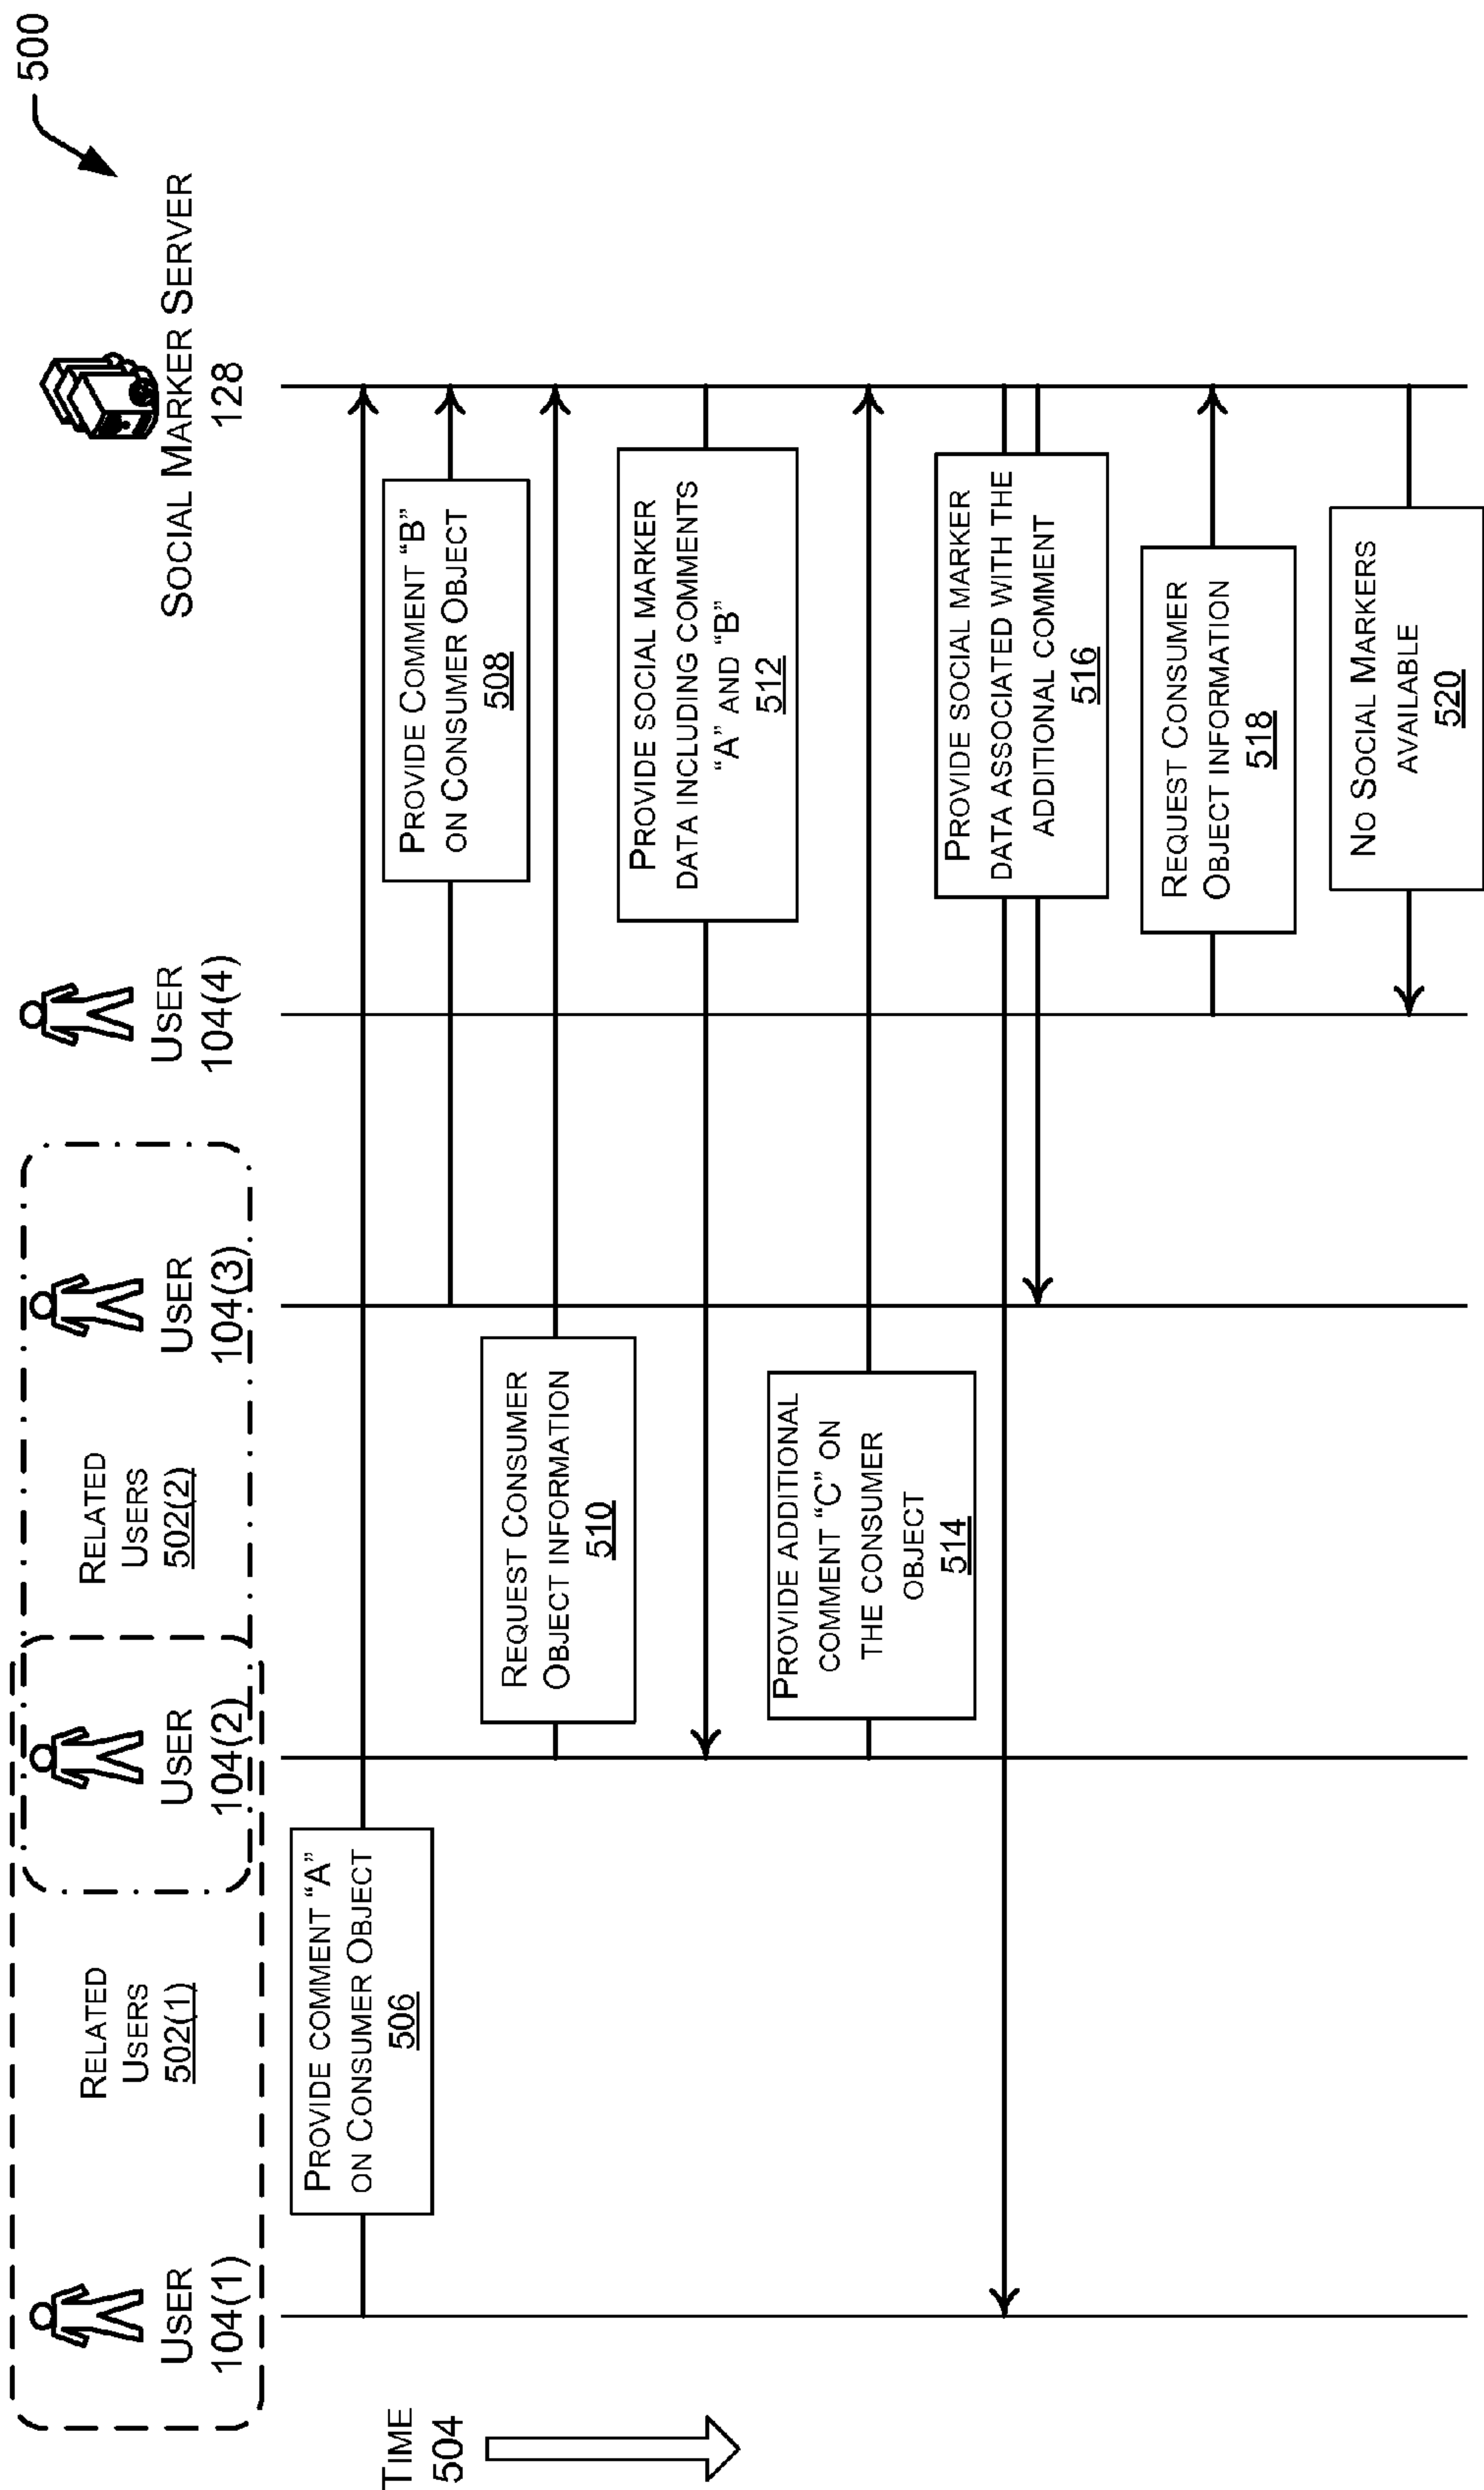 500
SOCIAL MARKER SERVER
128
USER
104(1)
RELATED
USERS
502(1)
USER
104(2)
RELATED
USERS
502(2)
USER
104(3)
USER
104(4)
TIME
504
PROVIDE COMMENT “A”
ON CONSUMER OBJECT
506
PROVIDE COMMENT “B”
ON CONSUMER OBJECT
508
REQUEST CONSUMER
OBJECT INFORMATION
510
PROVIDE SOCIAL MARKER
DATA INCLUDING COMMENTS
“A” AND “B”
512
PROVIDE ADDITIONAL
COMMENT “C” ON
THE CONSUMER
OBJECT
514
PROVIDE SOCIAL MARKER
DATA ASSOCIATED WITH THE
ADDITIONAL COMMENT
516
REQUEST CONSUMER
OBJECT INFORMATION
518
NO SOCIAL MARKERS
AVAILABLE
520